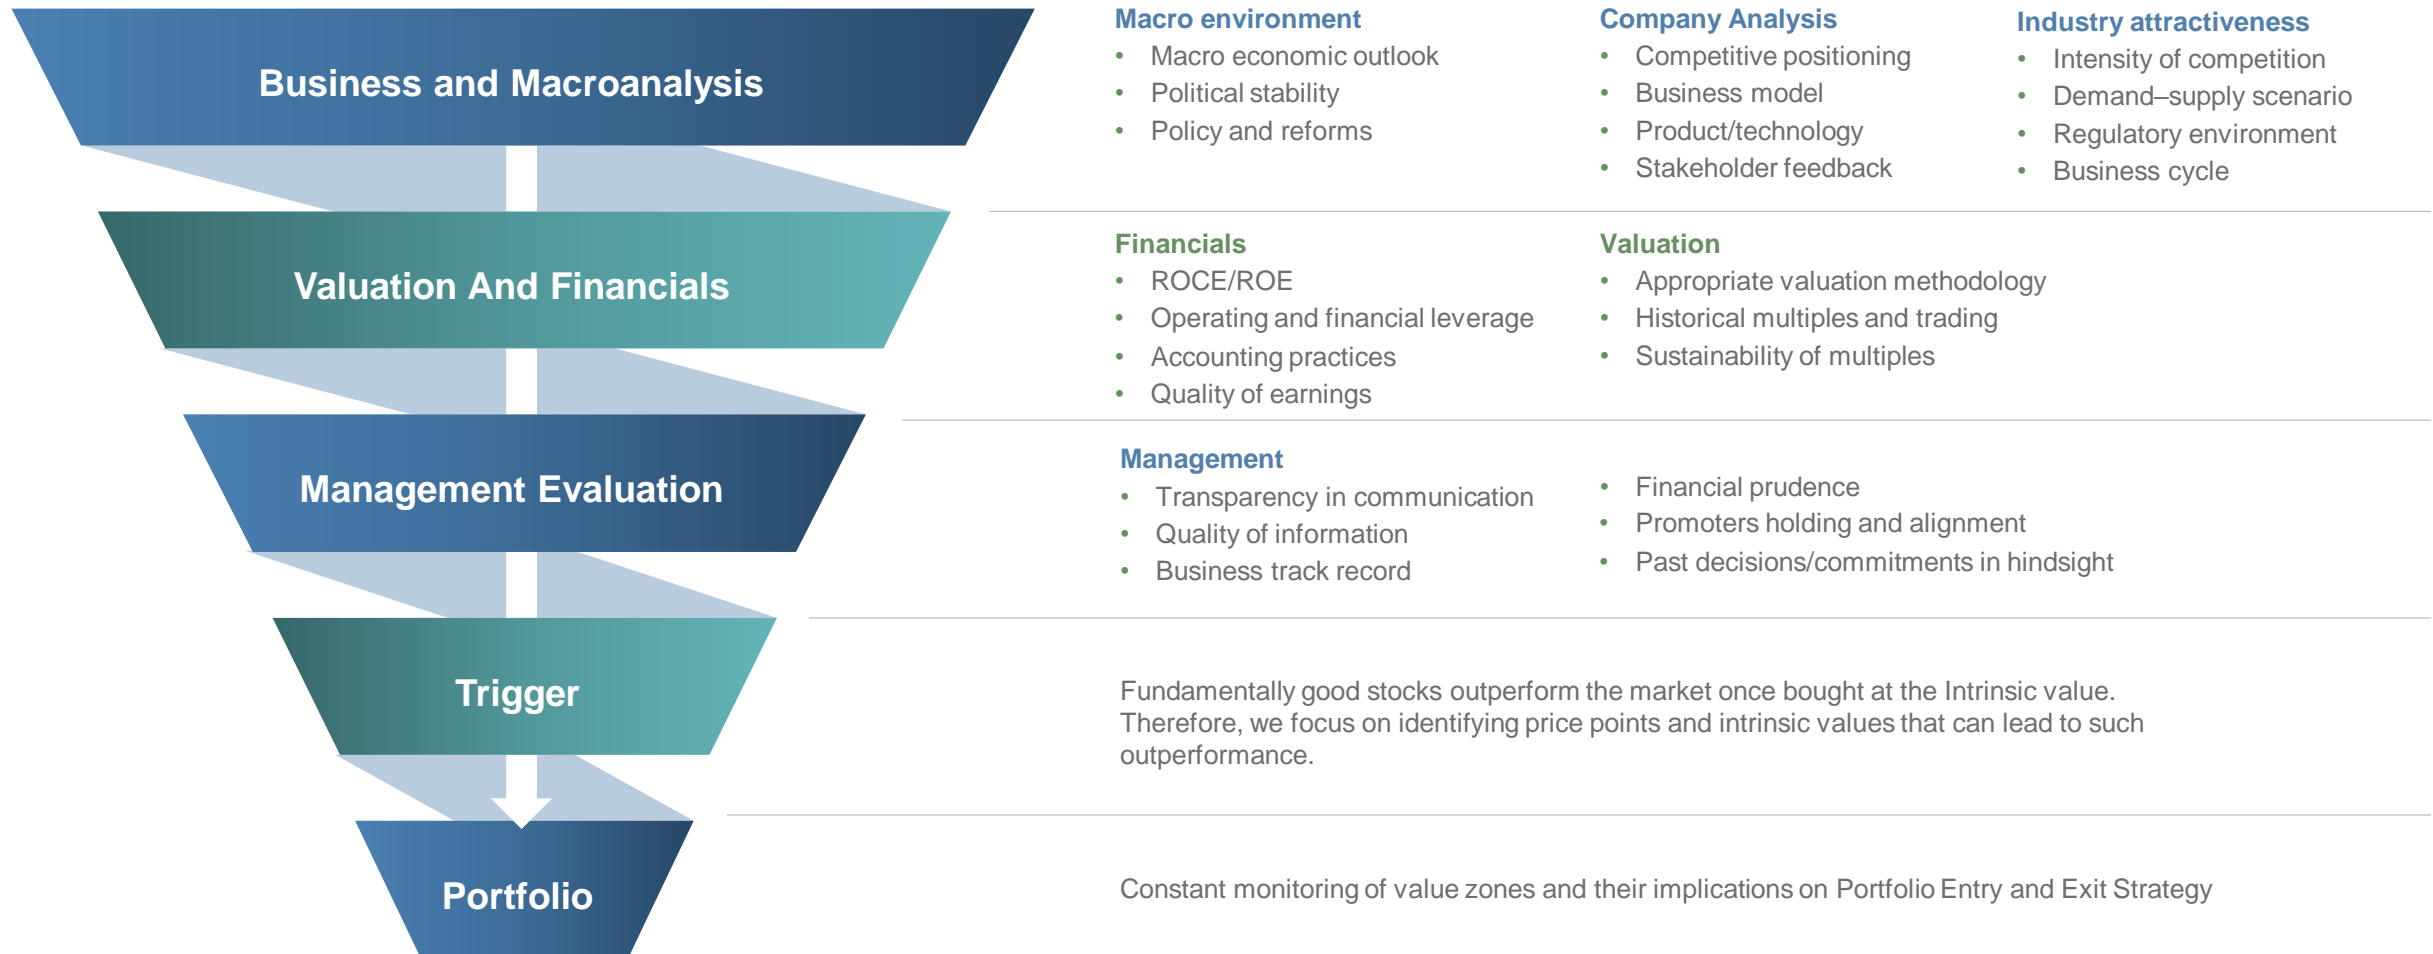 Business and Macroanalysis
Macro environment
• Macro economic outlook
• Political stability
• Policy and reforms
Company Analysis
• Competitive positioning
• Business model
• Product/technology
• Stakeholder feedback
Industry attractiveness
• Intensity of competition
• Demand–supply scenario
• Regulatory environment
• Business cycle
Valuation And Financials
Financials
• ROCE/ROE
• Operating and financial leverage
• Accounting practices
• Quality of earnings
Valuation
• Appropriate valuation methodology
• Historical multiples and trading
• Sustainability of multiples
Management Evaluation
Management
• Transparency in communication
• Quality of information
• Business track record
• Financial prudence
• Promoters holding and alignment
• Past decisions/commitments in hindsight
Trigger
Fundamentally good stocks outperform the market once bought at the Intrinsic value.
Therefore, we focus on identifying price points and intrinsic values that can lead to such
outperformance.
Portfolio
Constant monitoring of value zones and their implications on Portfolio Entry and Exit Strategy